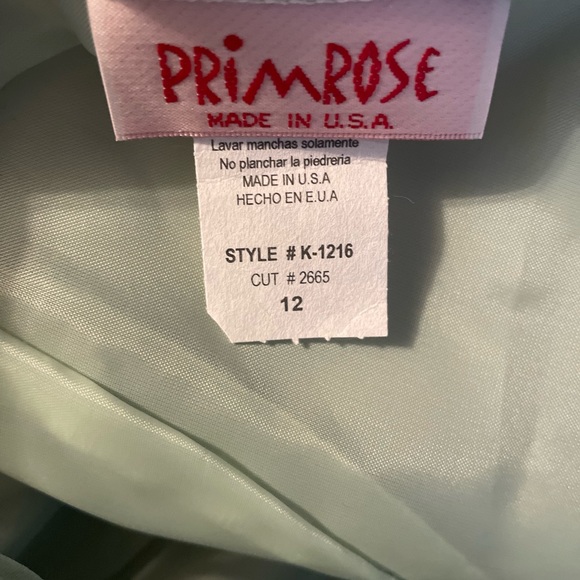 PRIMROSE
MADE IN U.S.A.
Lavar manchas solamente
No planchar la piedreria
MADE IN U.S.A
HECHO EN E.U.A
STYLE # K-1216
CUT # 2665
12